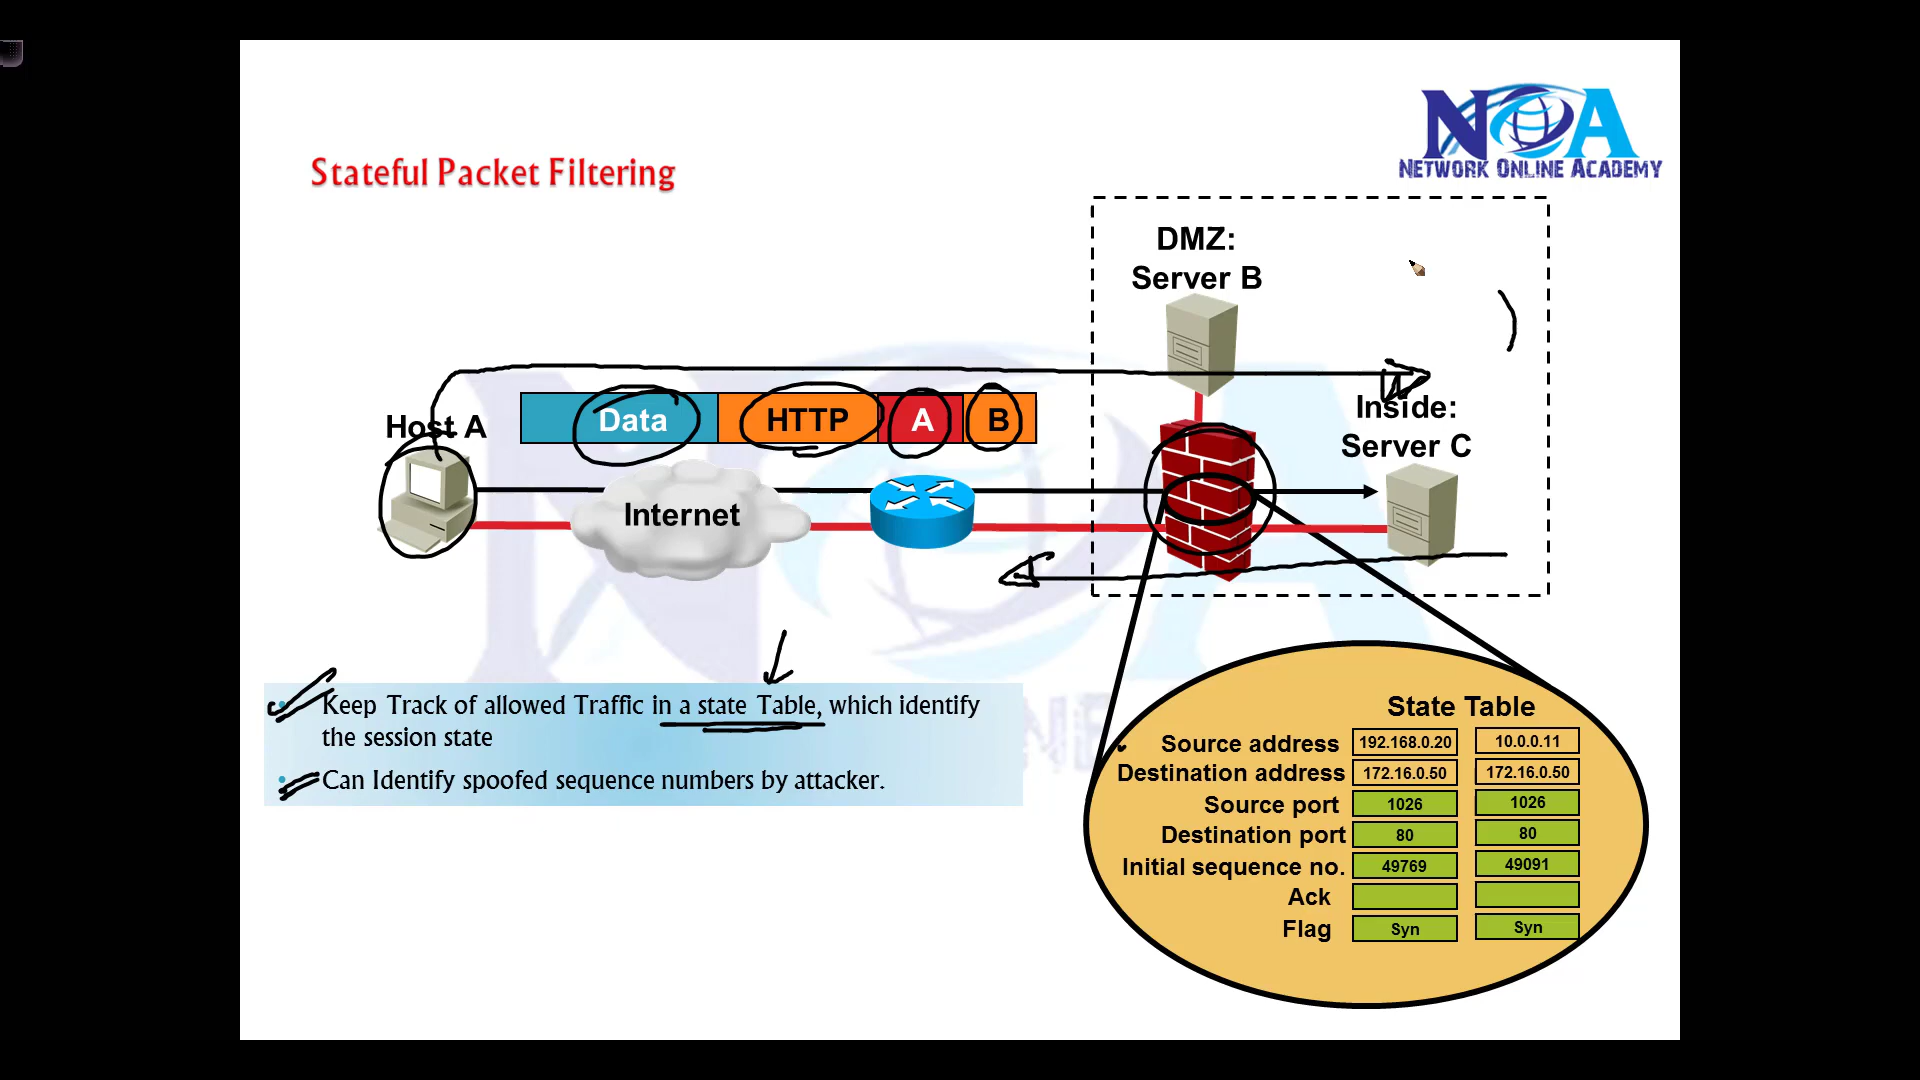 NOA
NETWORK ONLINE ACADEMY
Stateful Packet Filtering
DMZ:
Server B
Host A
Data
HTTP
A
B
Inside:
Server C
Internet
Keep Track of allowed Traffic in a state Table, which identify
the session state
Can Identify spoofed sequence numbers by attacker.
State Table
Source address 192.168.0.20 10.0.0.11
Destination address 172.16.0.50 172.16.0.50
Source port 1026 1026
Destination port 80 80
Initial sequence no. 49769 49091
Ack
Flag Syn Syn